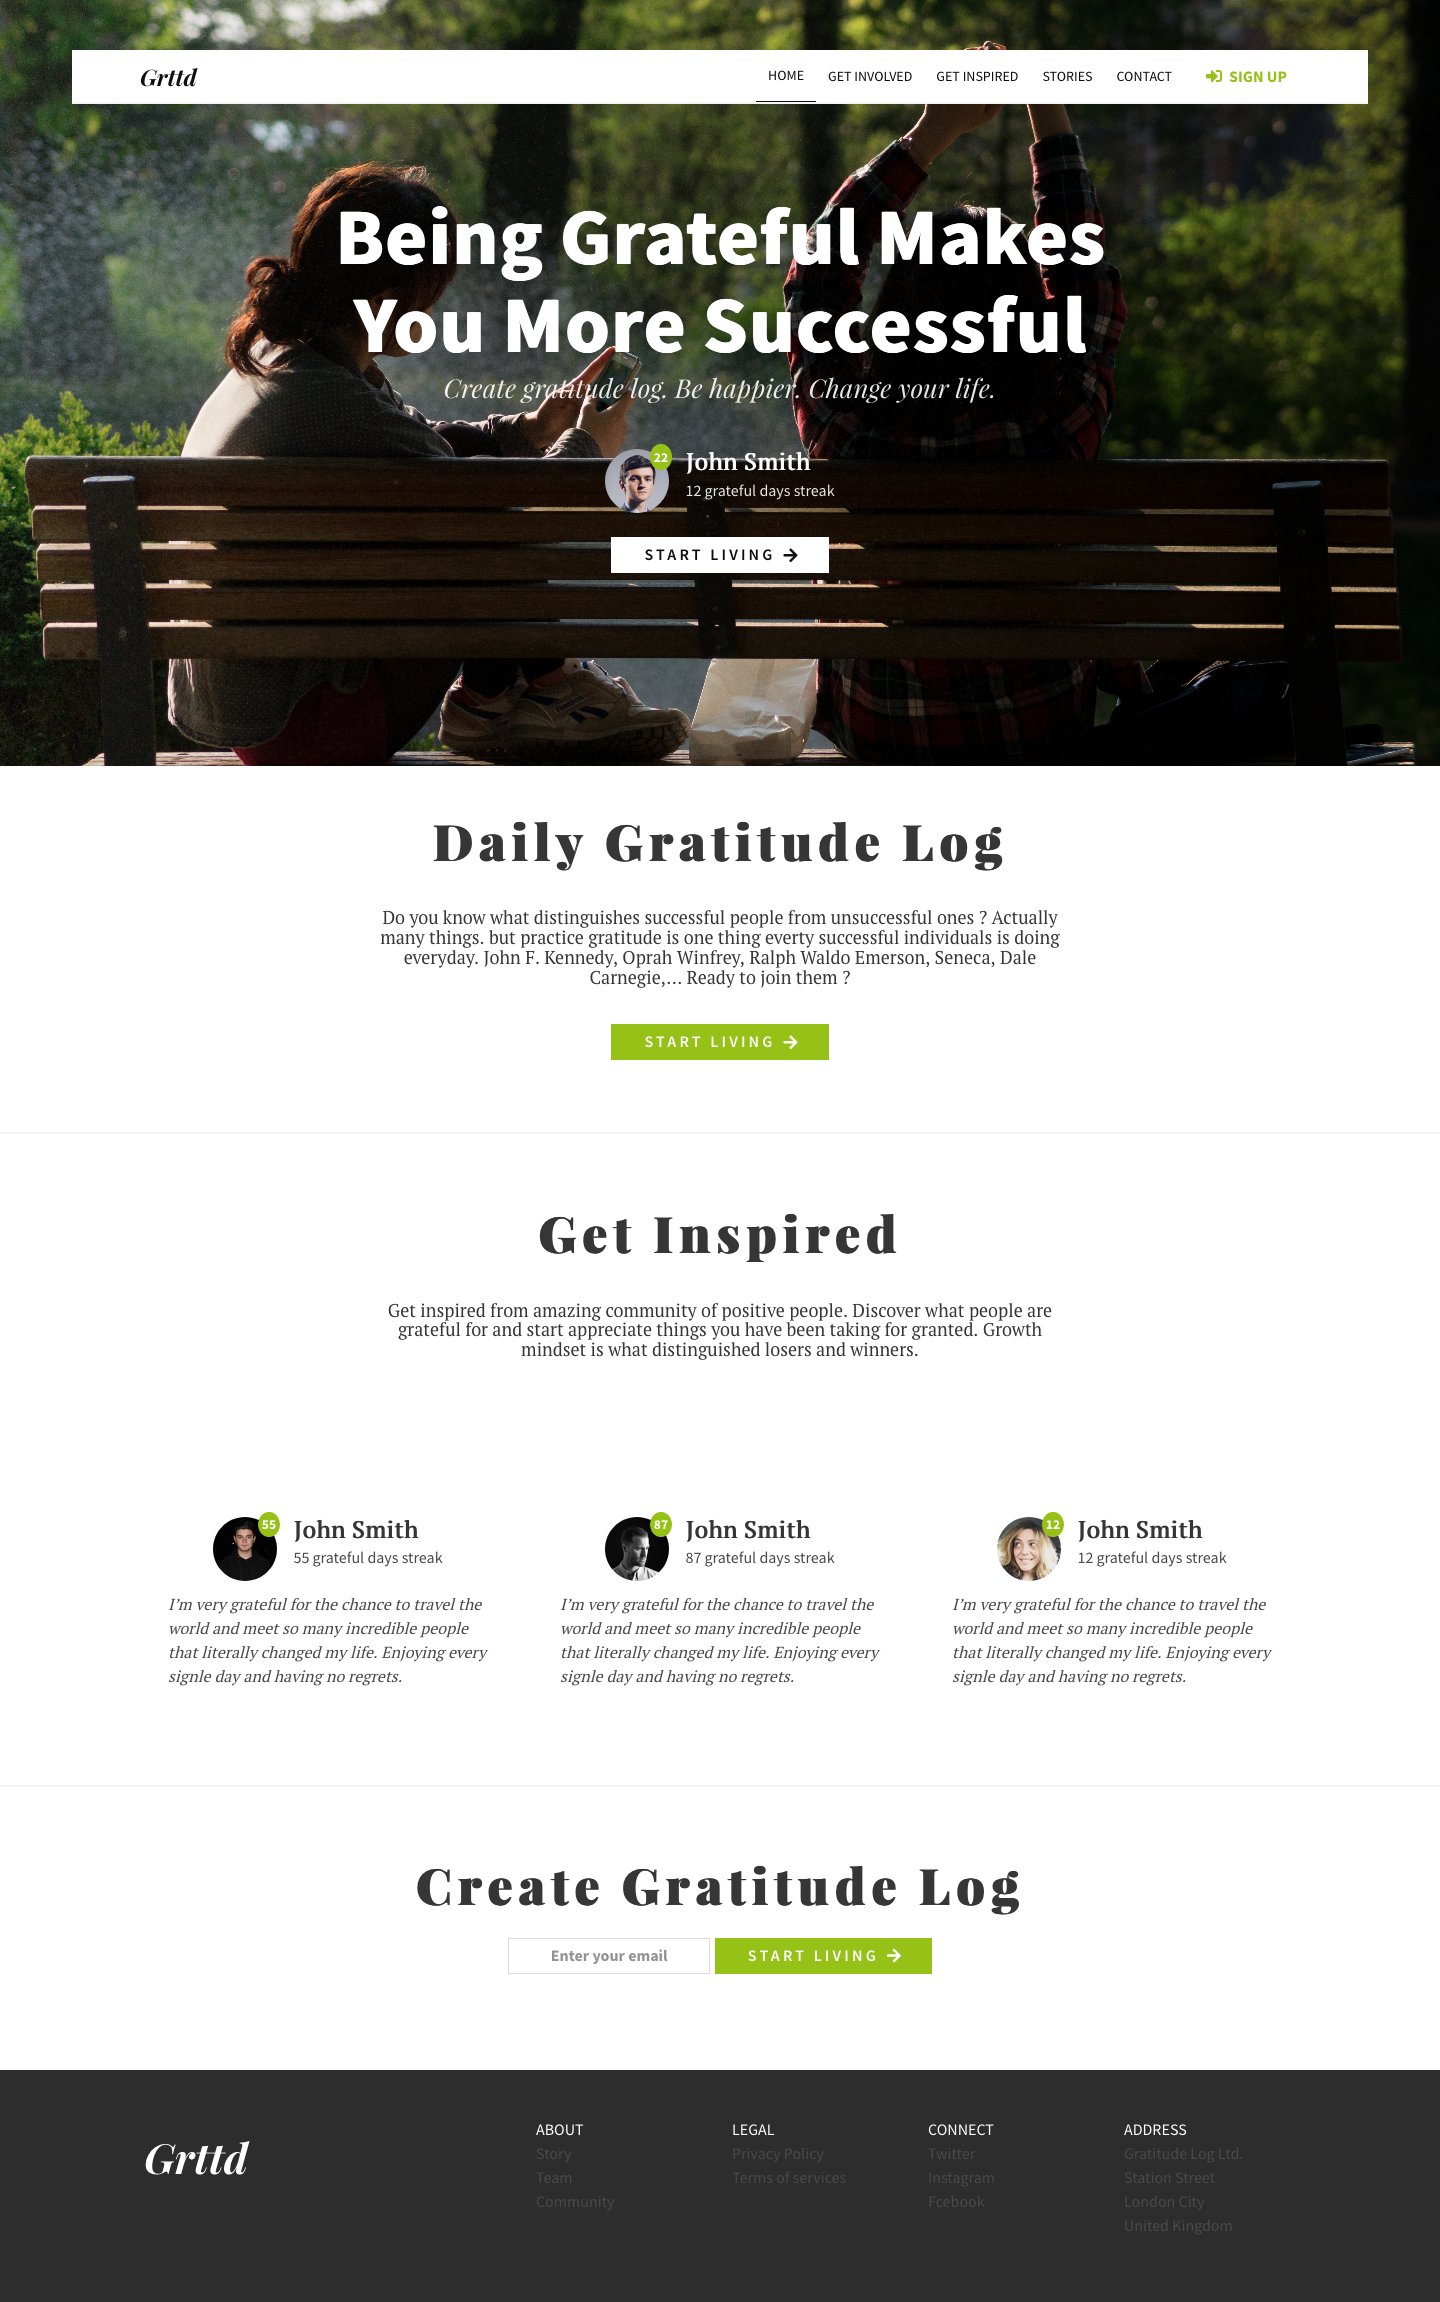 Grttd
HOME GET INVOLVED GET INSPIRED STORIES CONTACT SIGN UP
Being Grateful Makes
You More Successful
Create gratitude log. Be happier. Change your life.
22
John Smith
12 grateful days streak
START LIVING
Daily Gratitude Log
Do you know what distinguishes successful people from unsuccessful ones ? Actually
many things. but practice gratitude is one thing everty successful individuals is doing
everyday. John F. Kennedy, Oprah Winfrey, Ralph Waldo Emerson, Seneca, Dale
Carnegie,... Ready to join them ?
START LIVING
Get Inspired
Get inspired from amazing community of positive people. Discover what people are
grateful for and start appreciate things you have been taking for granted. Growth
mindset is what distinguished losers and winners.
55
John Smith
55 grateful days streak
I'm very grateful for the chance to travel the
world and meet so many incredible people
that literally changed my life. Enjoying every
signle day and having no regrets.
87
John Smith
87 grateful days streak
I'm very grateful for the chance to travel the
world and meet so many incredible people
that literally changed my life. Enjoying every
signle day and having no regrets.
12
John Smith
12 grateful days streak
I'm very grateful for the chance to travel the
world and meet so many incredible people
that literally changed my life. Enjoying every
signle day and having no regrets.
Create Gratitude Log
Enter your email
START LIVING
Grttd
ABOUT
Story
Team
Community
LEGAL
Privacy Policy
Terms of services
CONNECT
Twitter
Instagram
Fcebook
ADDRESS
Gratitude Log Ltd.
Station Street
London City
United Kingdom